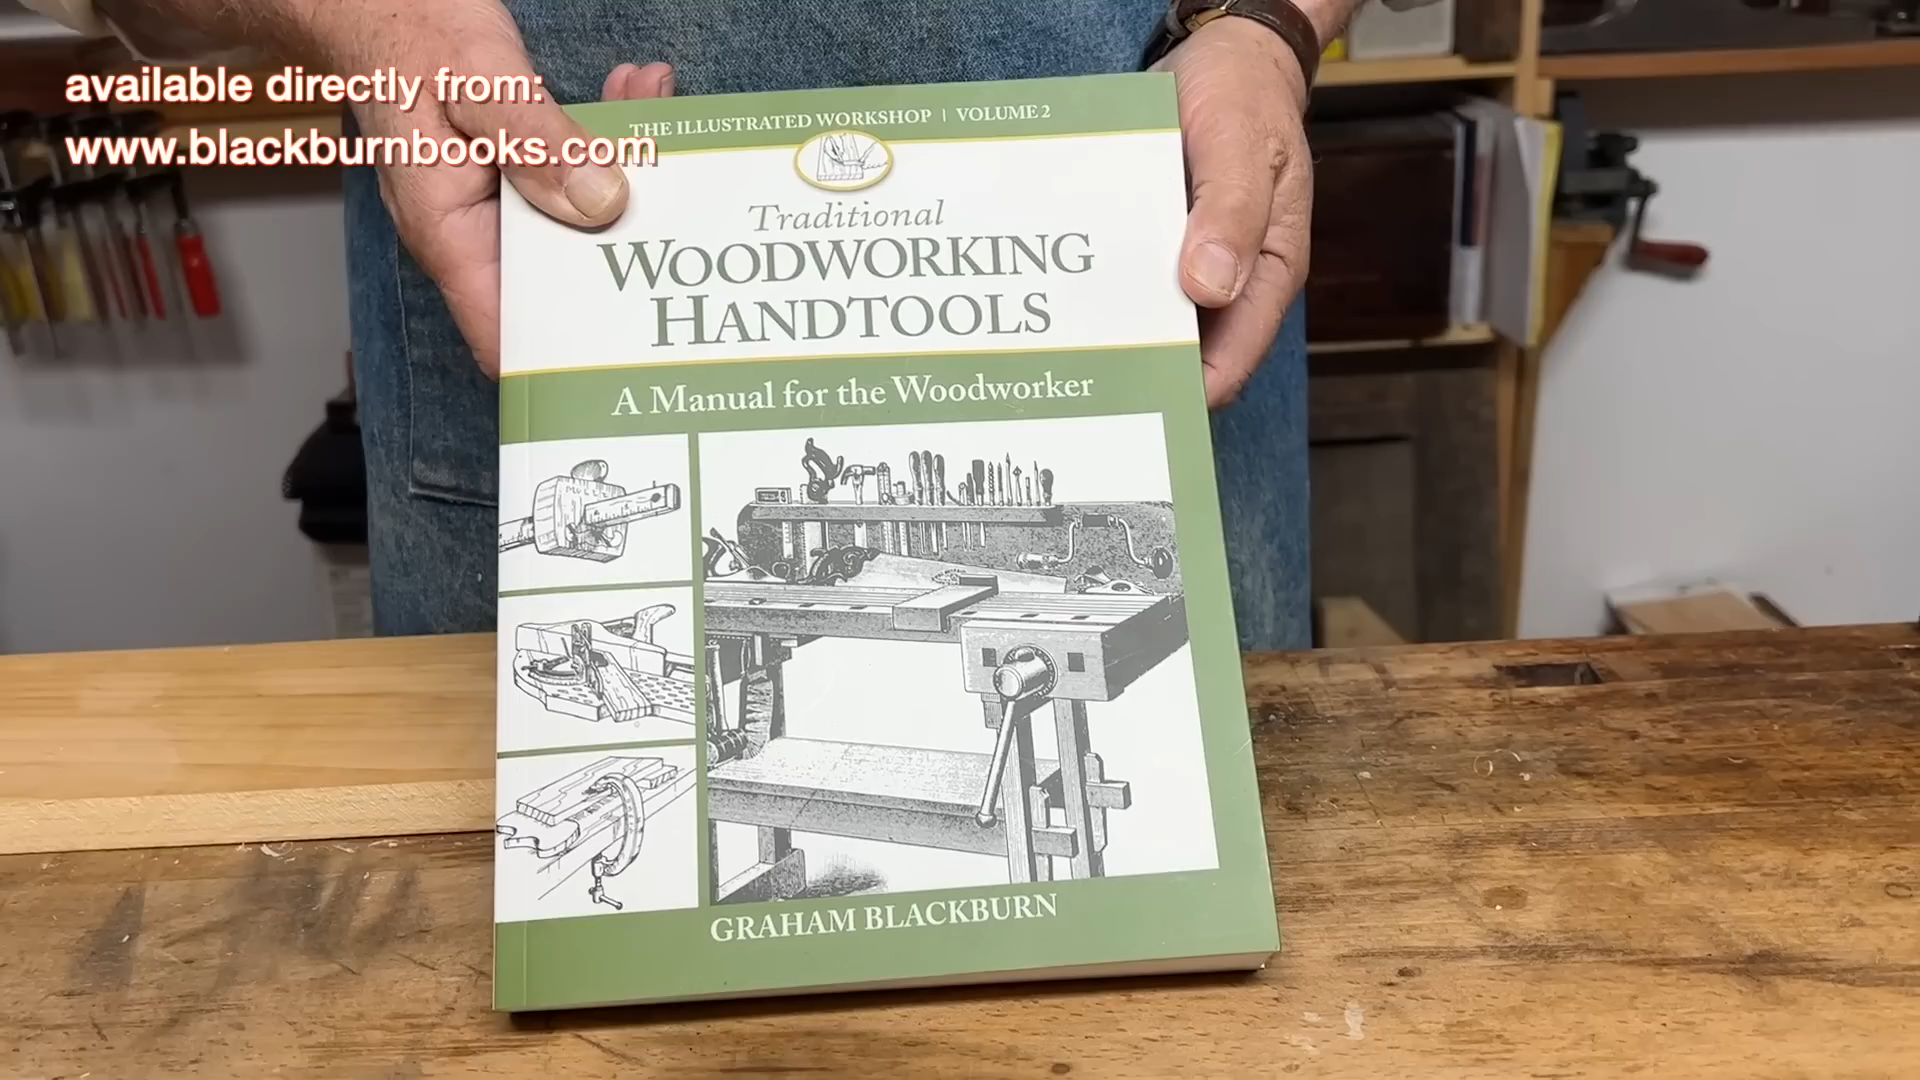 available directly from:
www.blackburnbooks.com
THE ILLUSTRATED WORKSHOP | VOLUME 2
Traditional
WOODWORKING
HANDTOOLS
A Manual for the Woodworker
GRAHAM BLACKBURN